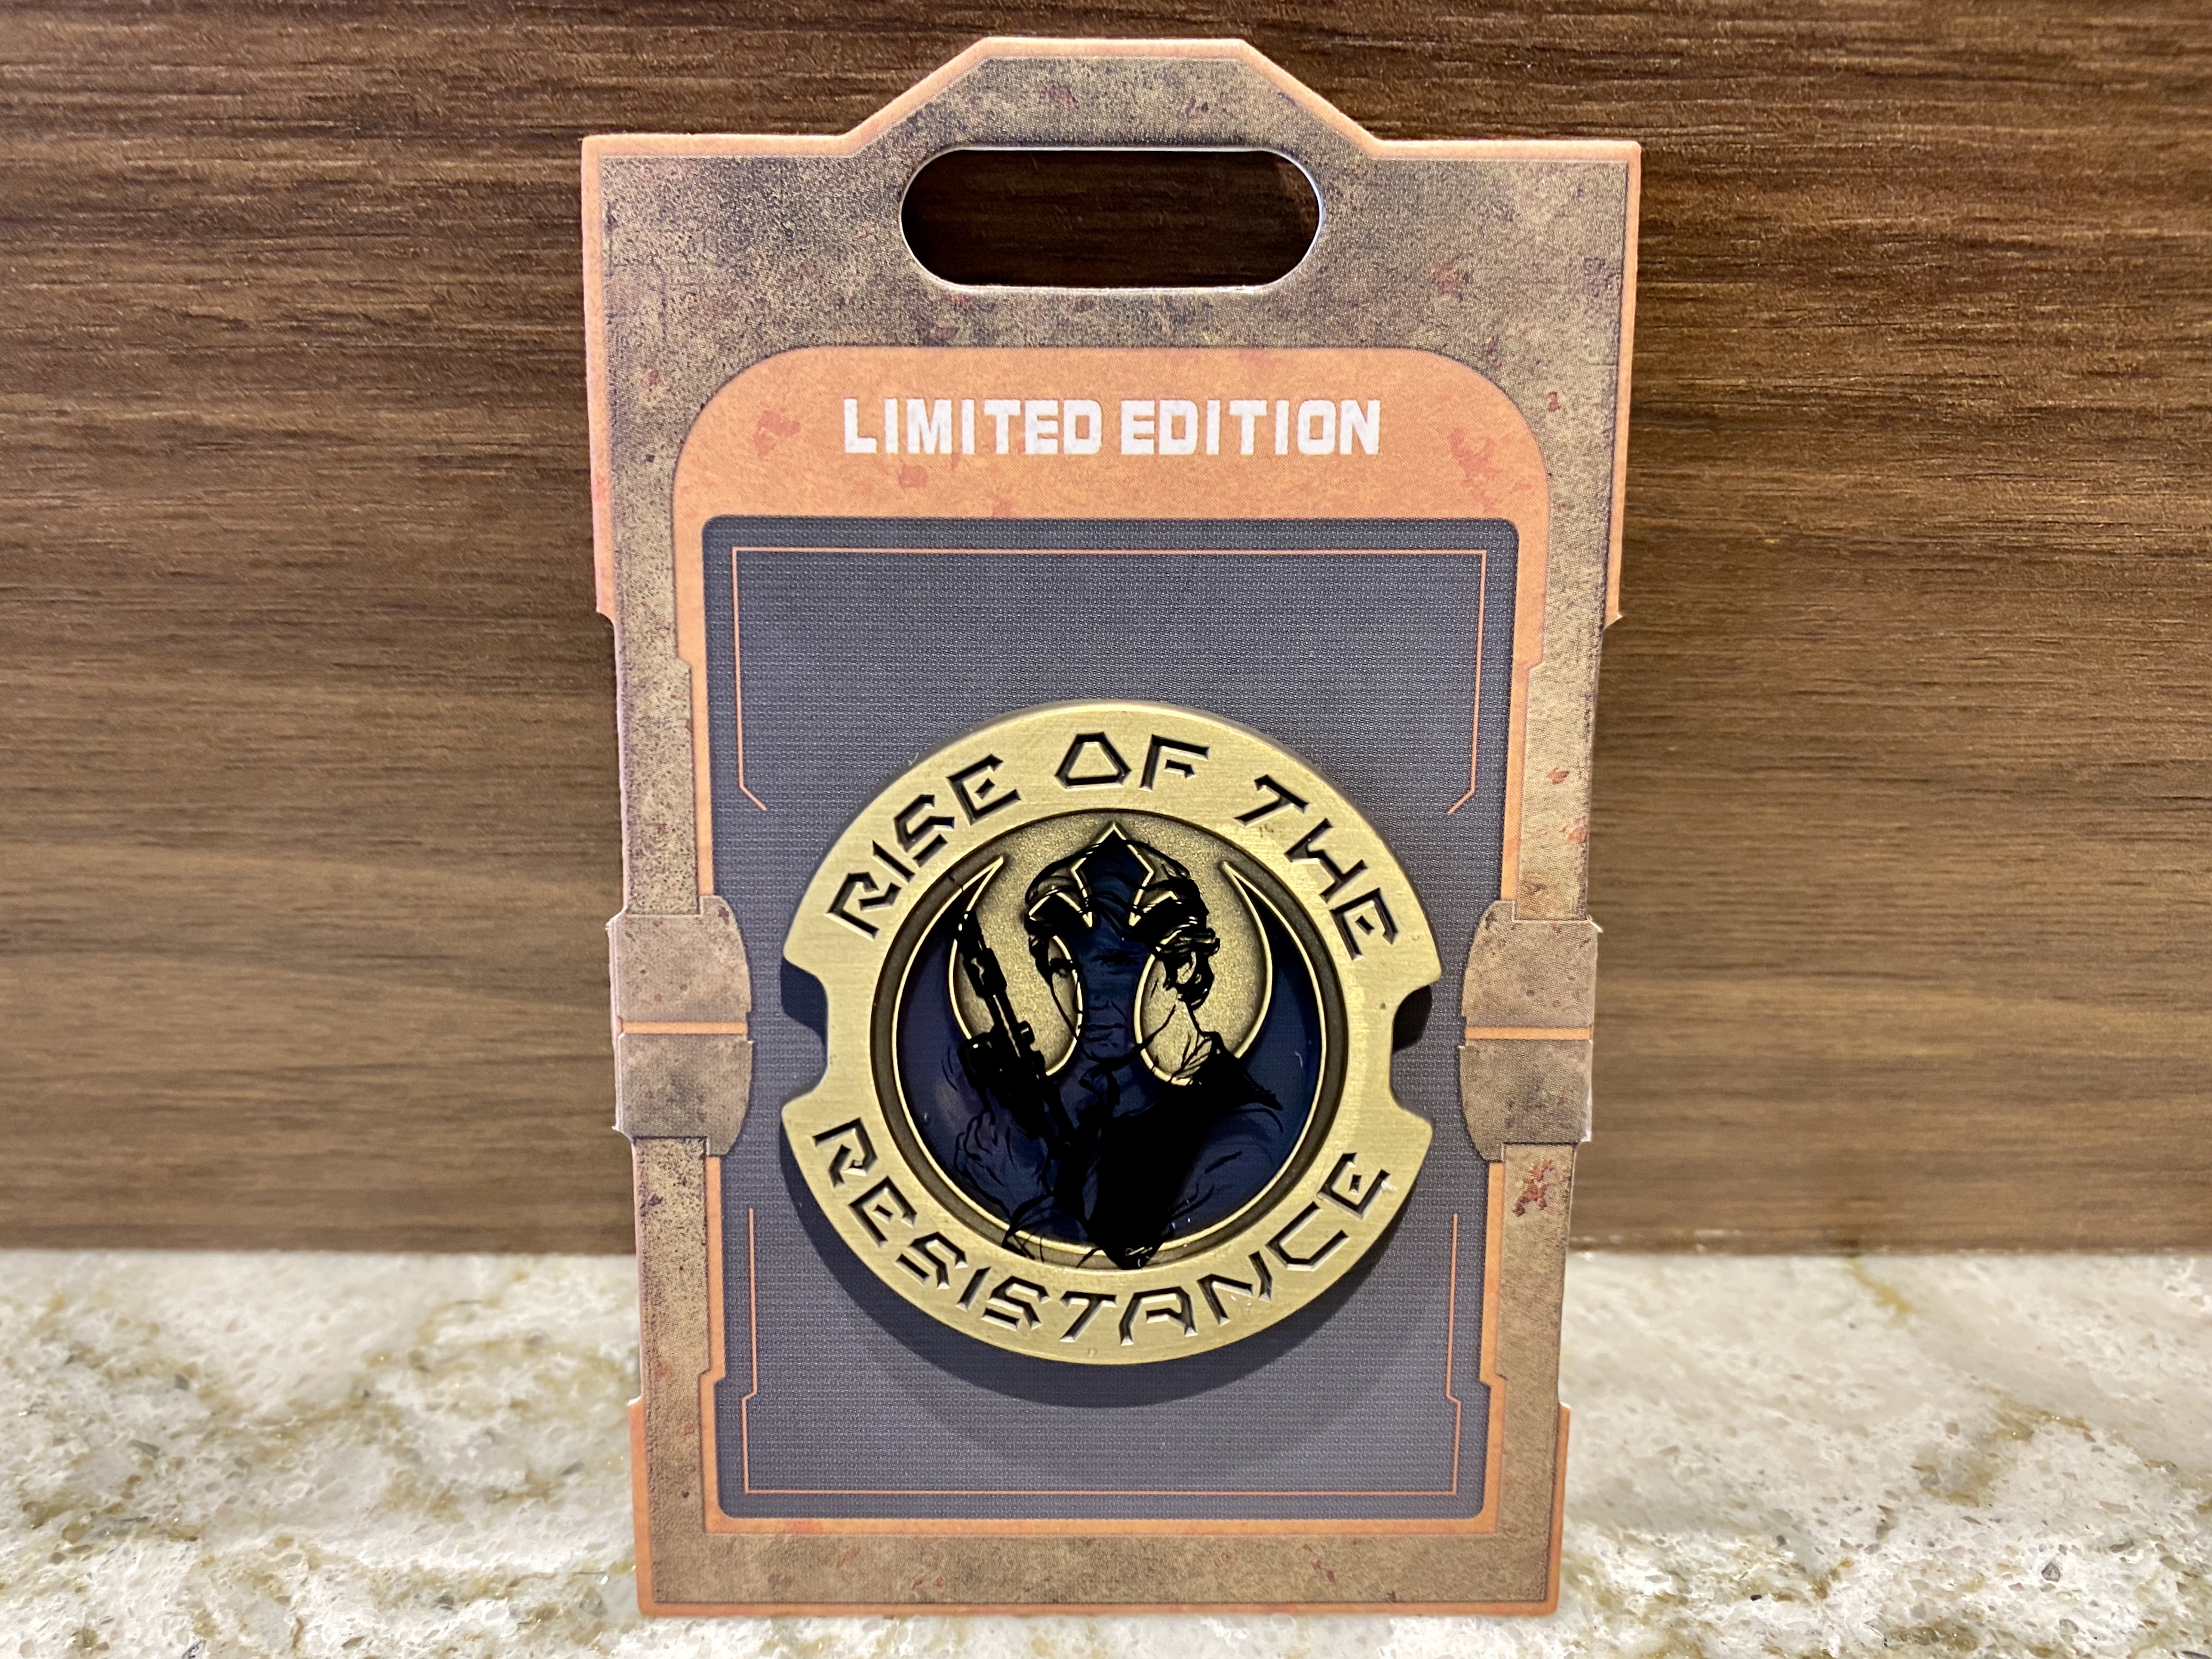 LIMITED EDITION
RISE OF THE
RESISTANCE